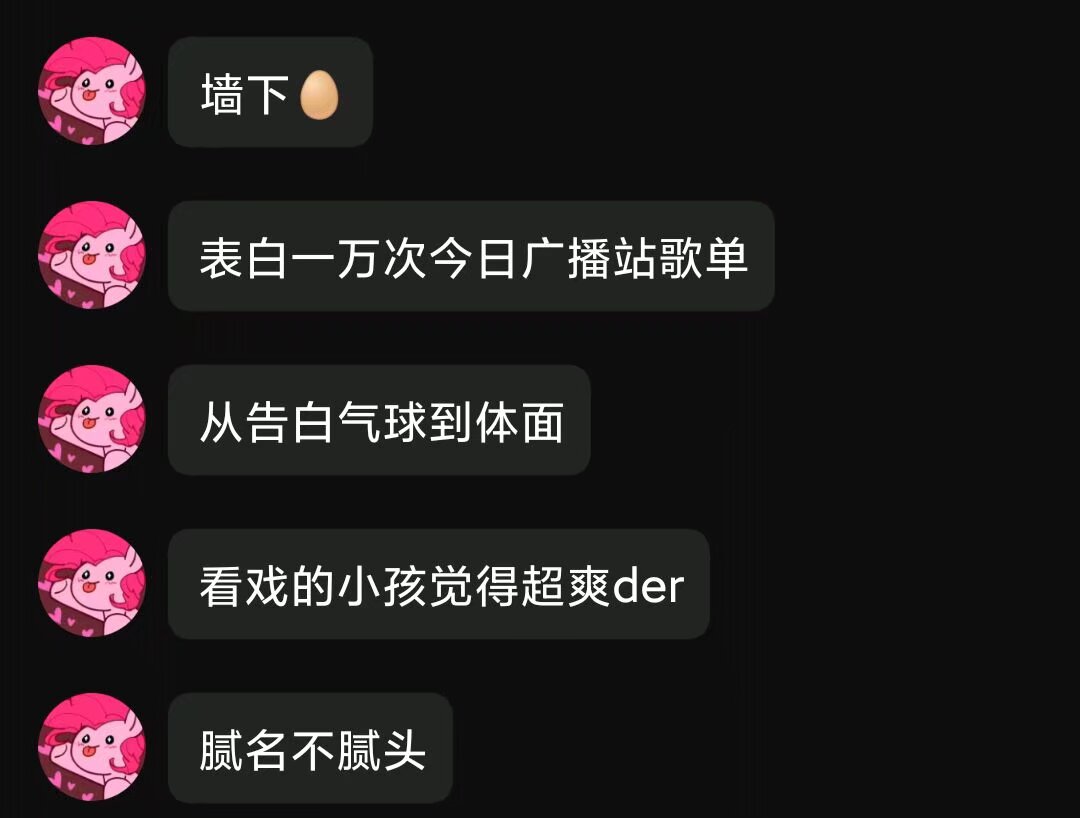 墙下🥚
表白一万次今日广播站歌单
从告白气球到体面
看戏的小孩觉得超爽der
腻名不腻头